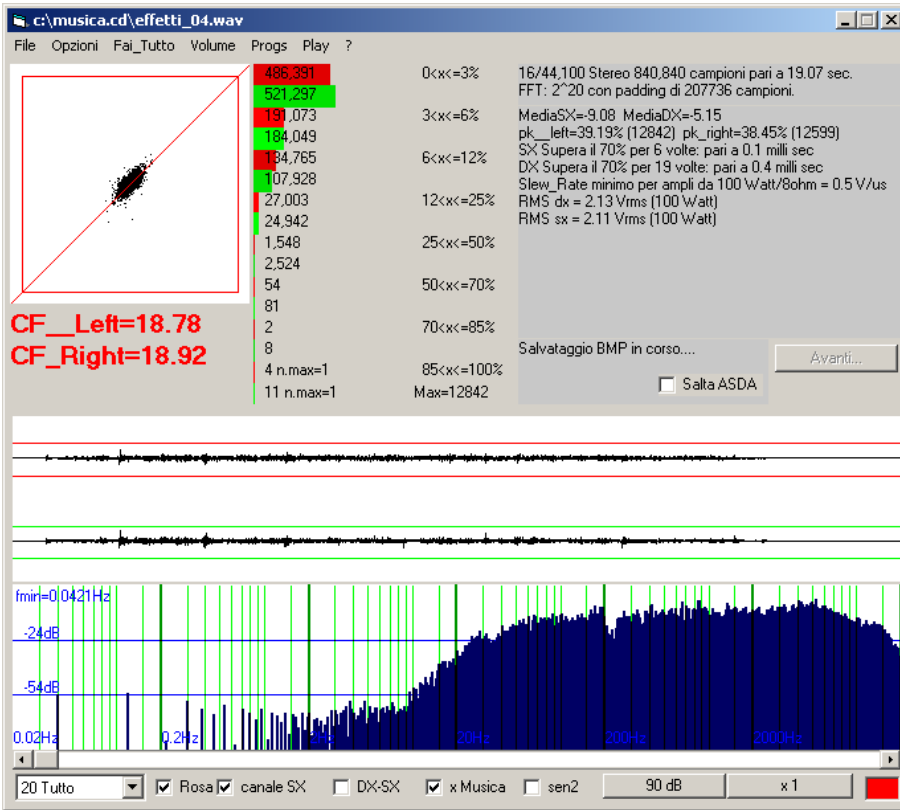 c:\musica.cd\effetti_04.wav
File Opzioni Fai_Tutto Volume Progs Play ?
486,391 0<x<=3%
521,297
191,073 3<x<=6%
184,049
134,765 6<x<=12%
107,928
27,003 12<x<=25%
24,942
1,548 25<x<=50%
2,524
54 50<x<=70%
81
2 70<x<=85%
8
4 n.max=1 85<x<=100%
11 n.max=1 Max=12842
CF__Left=18.78
CF_Right=18.92
16/44,100 Stereo 840,840 campioni pari a 19.07 sec.
FFT: 2^20 con padding di 207736 campioni.
MediaSX=-9.08 MediaDX=-5.15
pk__left=39.19% (12842) pk_right=38.45% (12599)
SX Supera il 70% per 6 volte: pari a 0.1 milli sec
DX Supera il 70% per 19 volte: pari a 0.4 milli sec
Slew_Rate minimo per ampli da 100 Watt/8ohm = 0.5 V/us
RMS dx = 2.13 Vrms (100 Watt)
RMS sx = 2.11 Vrms (100 Watt)
Salvataggio BMP in corso....
Avanti...
Salta ASDA
fmin=0.0421Hz
-24dB
-54dB
0.02Hz 0.2Hz 2Hz 20Hz 200Hz 2000Hz
20 Tutto Rosa canale SX DX-SX x Musica sen2 90 dB x 1